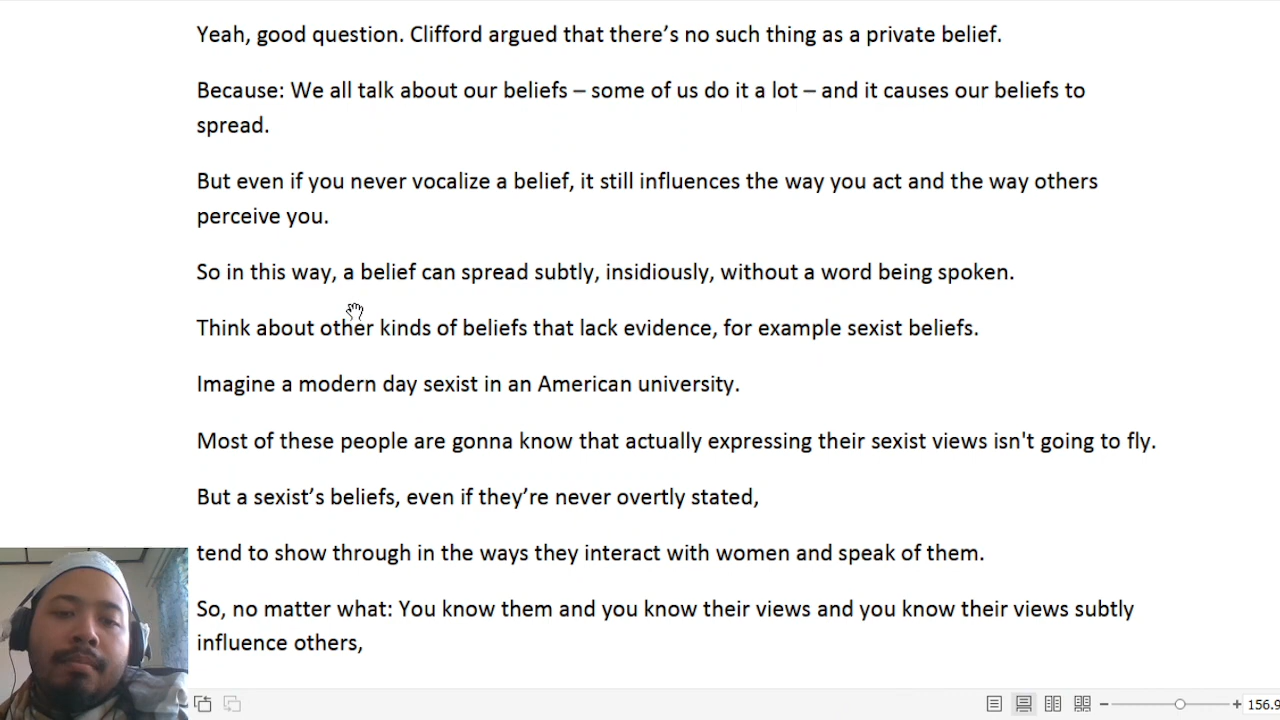 Yeah, good question. Clifford argued that there’s no such thing as a private belief.
Because: We all talk about our beliefs – some of us do it a lot – and it causes our beliefs to
spread.
But even if you never vocalize a belief, it still influences the way you act and the way others
perceive you.
So in this way, a belief can spread subtly, insidiously, without a word being spoken.
Think about other kinds of beliefs that lack evidence, for example sexist beliefs.
Imagine a modern day sexist in an American university.
Most of these people are gonna know that actually expressing their sexist views isn't going to fly.
But a sexist’s beliefs, even if they’re never overtly stated,
tend to show through in the ways they interact with women and speak of them.
So, no matter what: You know them and you know their views and you know their views subtly
influence others,
156.9